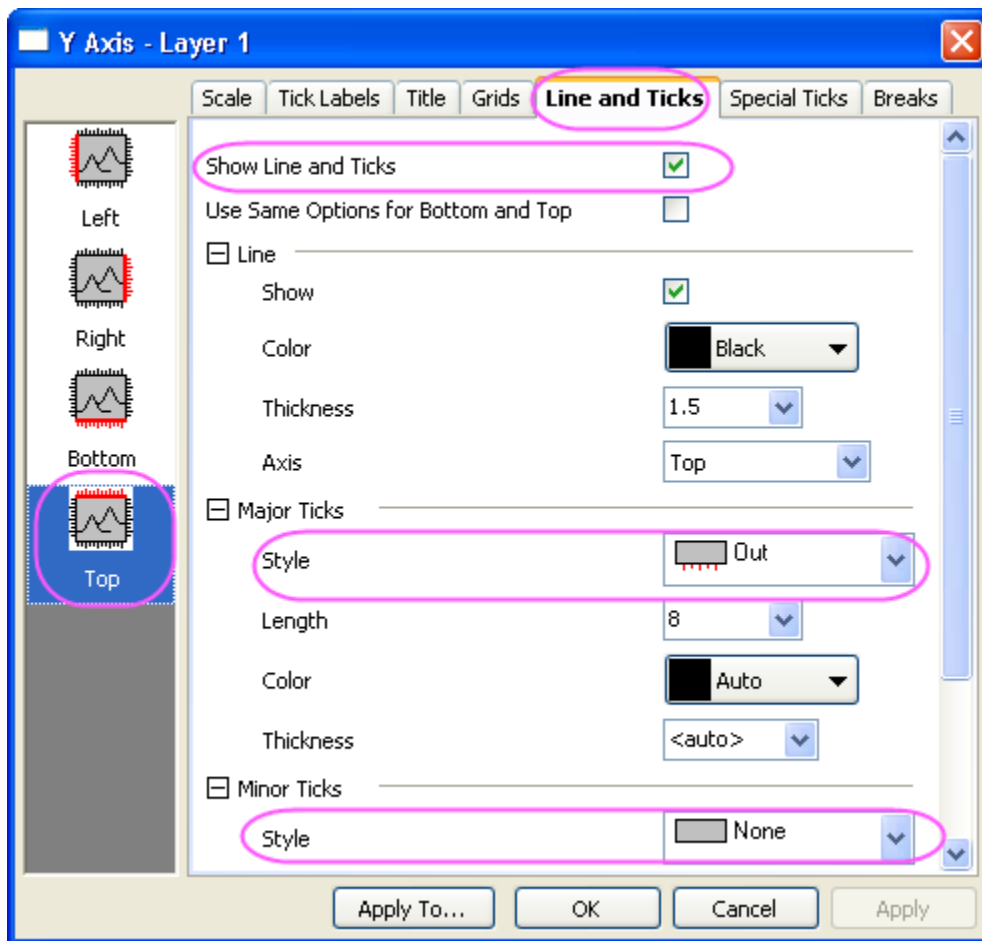 Y Axis - Layer 1
Scale Tick Labels Title Grids Line and Ticks Special Ticks Breaks
Left
Right
Bottom
Top
Show Line and Ticks
Use Same Options for Bottom and Top
Line
Show
Color Black
Thickness 1.5
Axis Top
Major Ticks
Style Out
Length 8
Color Auto
Thickness <auto>
Minor Ticks
Style None
Apply To... OK Cancel Apply